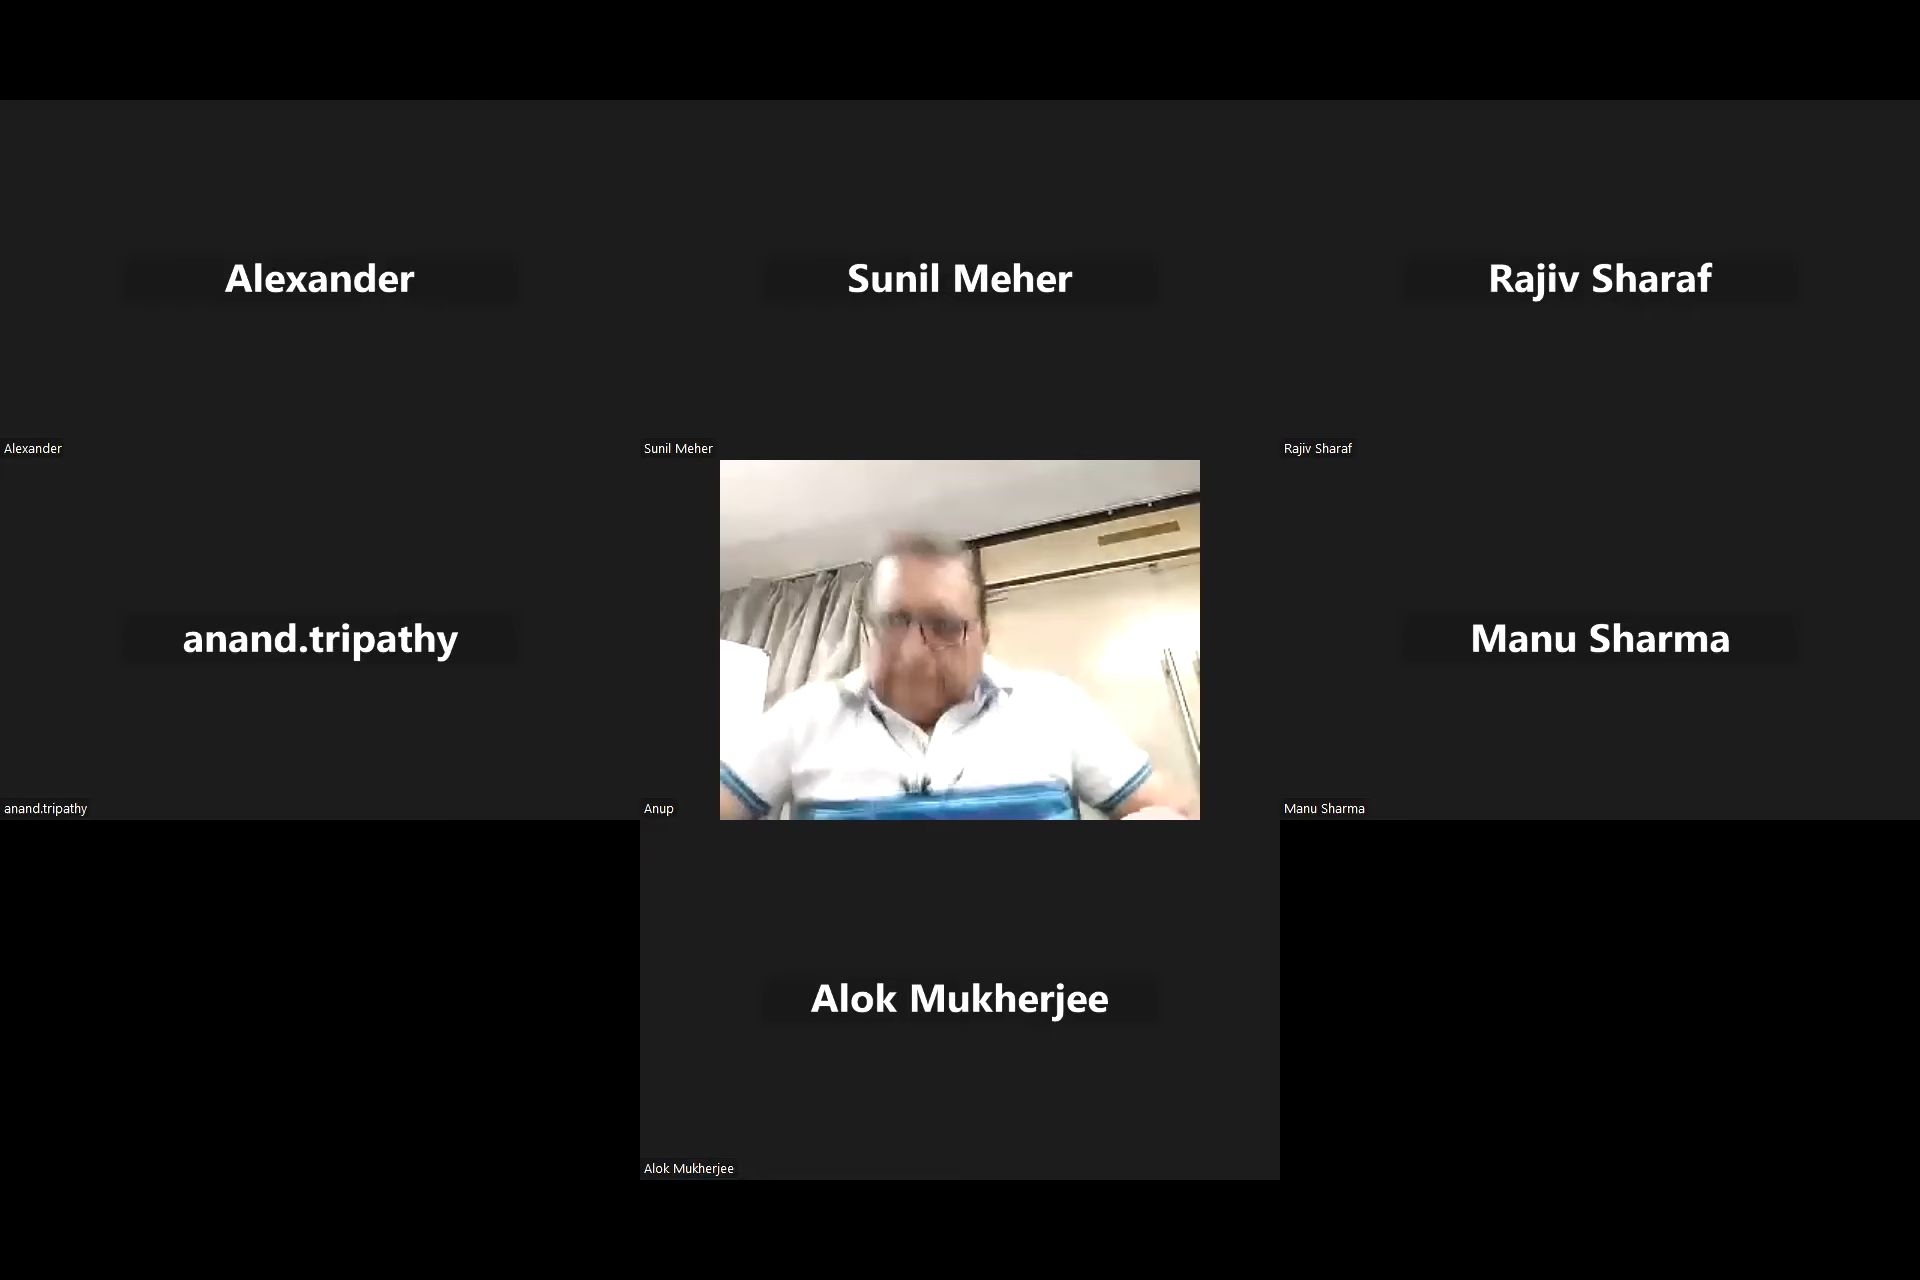 Alexander
Sunil Meher
Rajiv Sharaf
Alexander
Sunil Meher
Rajiv Sharaf
anand.tripathy
Manu Sharma
anand.tripathy
Anup
Manu Sharma
Alok Mukherjee
Alok Mukherjee